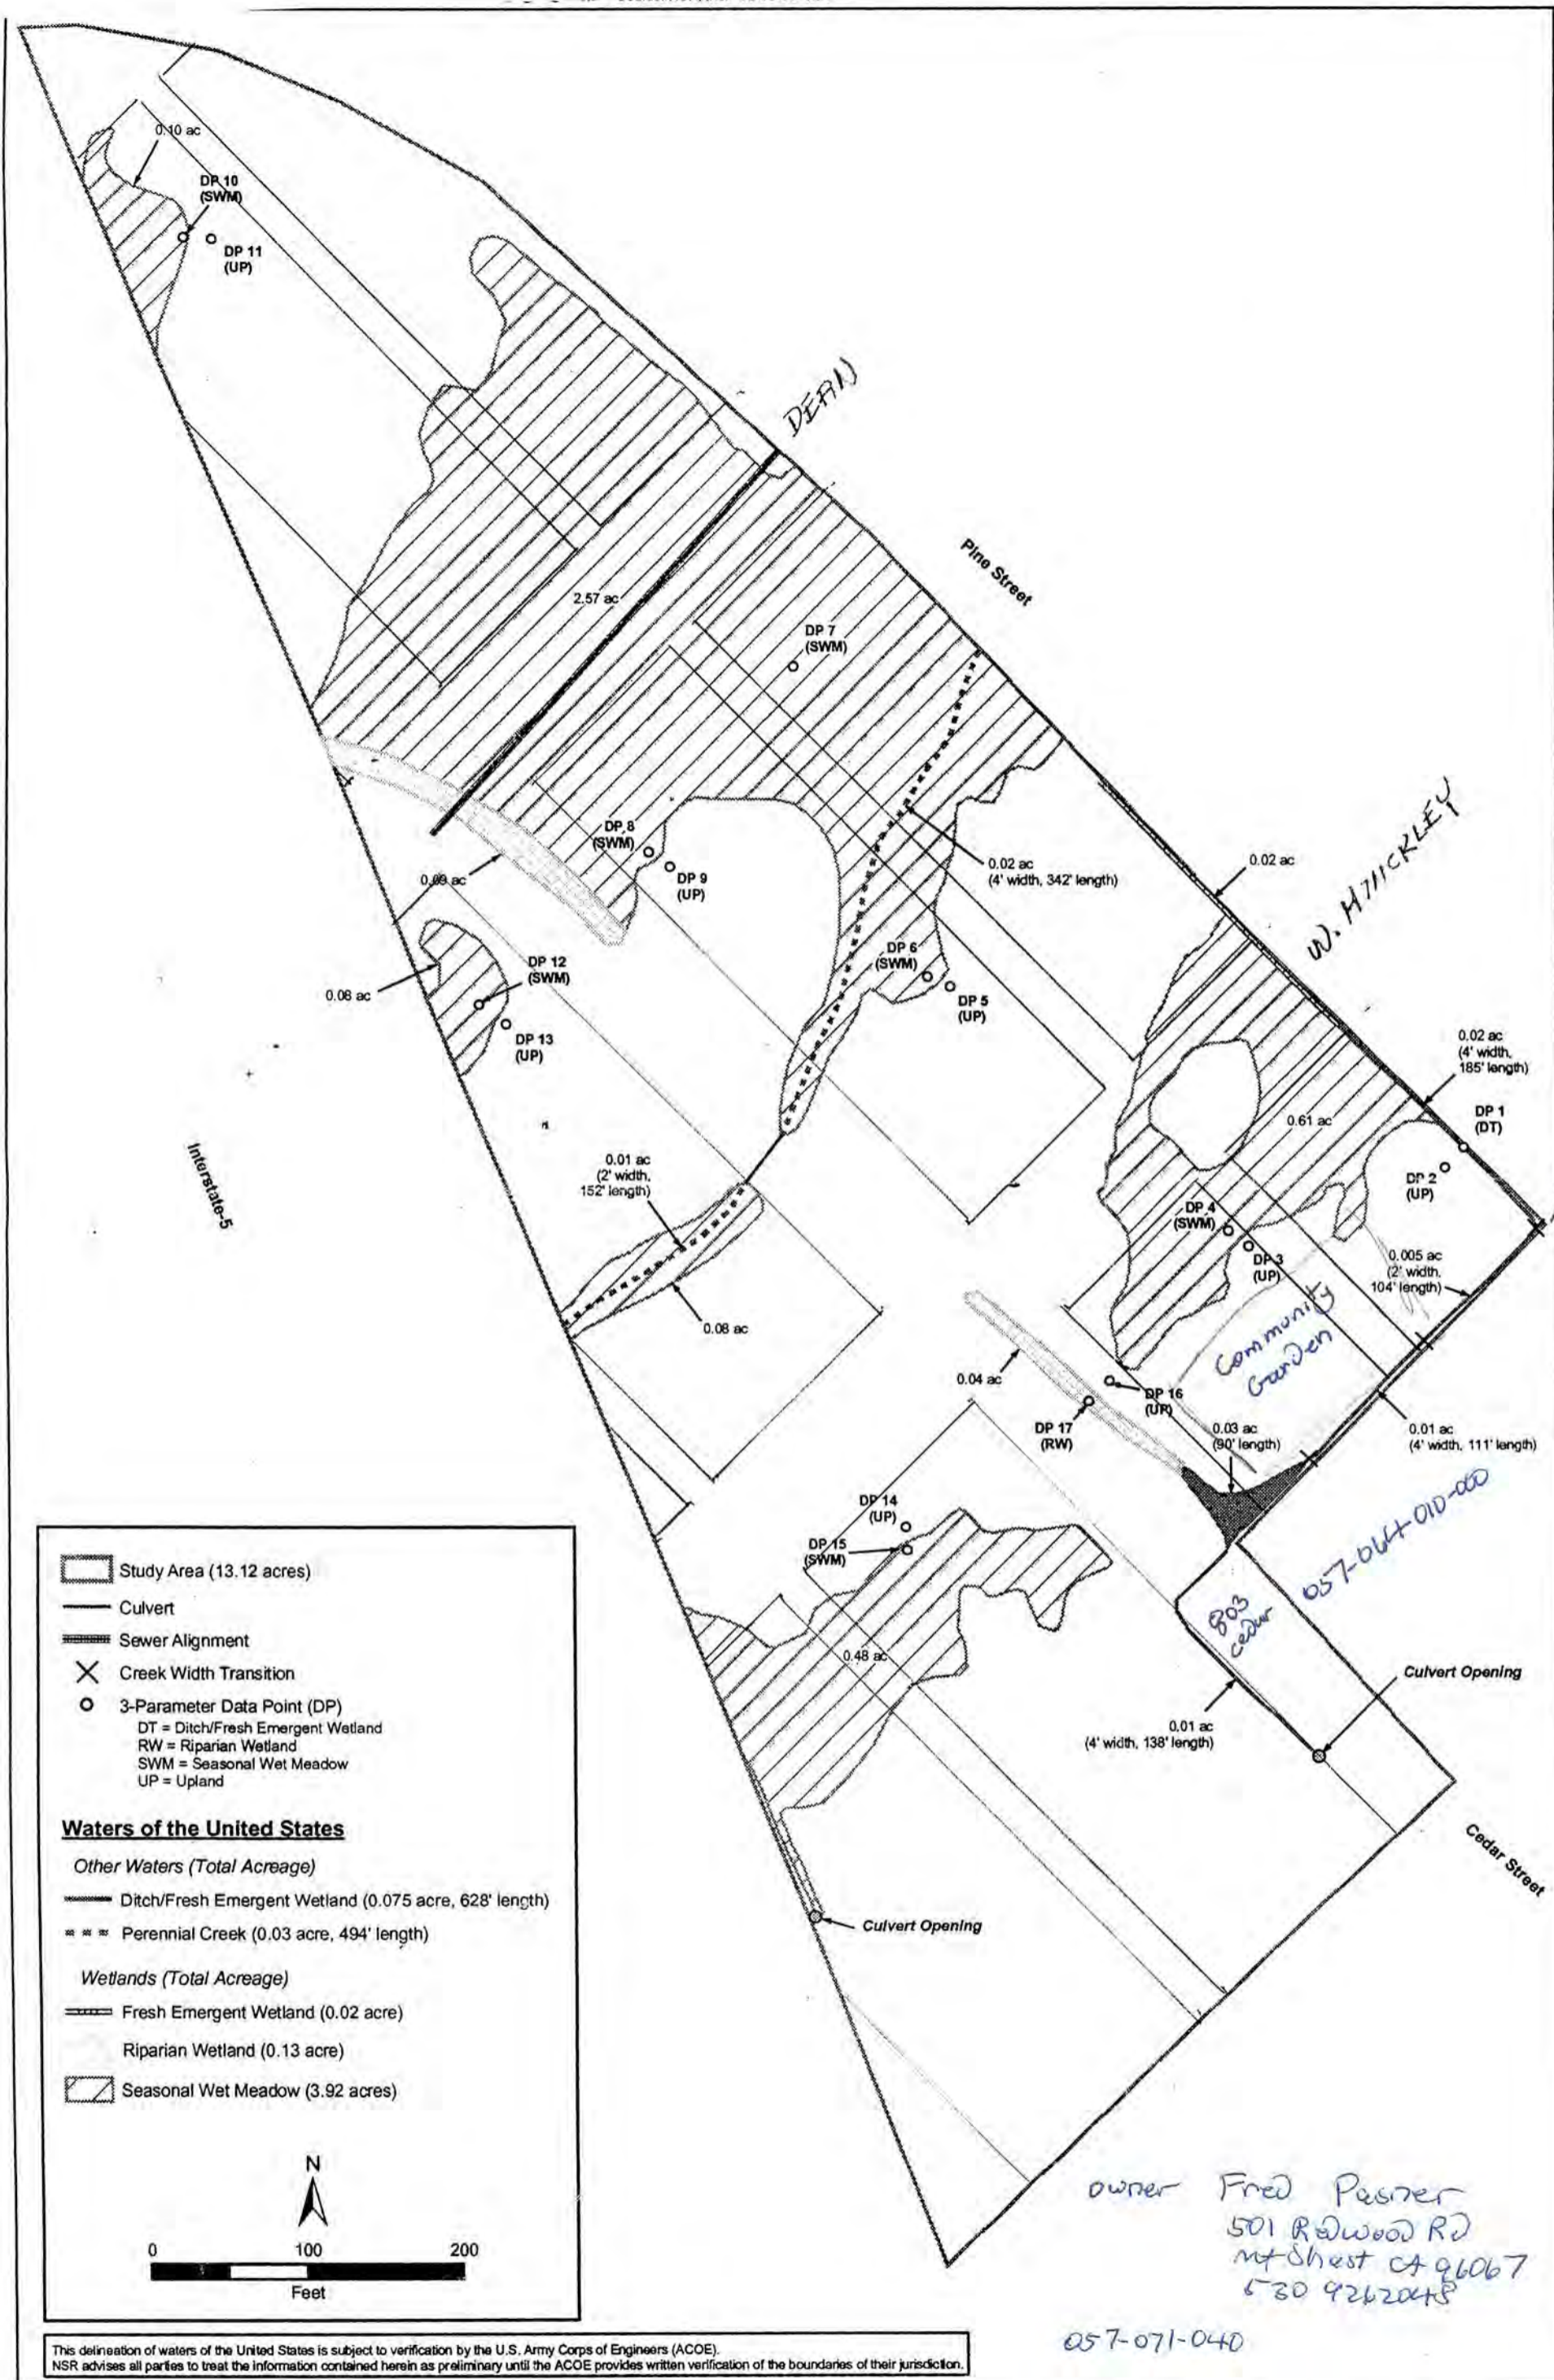 0.10 ac
DP 10
(SWM)
DP 11
(UP)
DEAN
Pine Street
2.57 ac
DP 7
(SWM)
DP 8
(SWM)
DP 9
(UP)
0.09 ac
0.02 ac
(4' width, 342' length)
0.02 ac
W. HINCKLEY
DP 12
(SWM)
0.06 ac
DP 13
(UP)
DP 6
(SWM)
DP 5
(UP)
0.02 ac
(4' width,
185' length)
DP 1
(DT)
0.61 ac
DP 2
(UP)
Interstate-5
0.01 ac
(2' width,
152' length)
DP 4
(SWM)
DP 3
(UP)
0.005 ac
(2' width,
104' length)
0.08 ac
Community
Garden
0.04 ac
DP 16
(UP)
DP 17
(RW)
0.03 ac
(90' length)
0.01 ac
(4' width, 111' length)
057-064-010-000
DP 14
(UP)
DP 15
(SWM)
803
cedar
0.48 ac
Culvert Opening
0.01 ac
(4' width, 138' length)
Cedar Street
Culvert Opening
Study Area (13.12 acres)
Culvert
Sewer Alignment
Creek Width Transition
3-Parameter Data Point (DP)
DT = Ditch/Fresh Emergent Wetland
RW = Riparian Wetland
SWM = Seasonal Wet Meadow
UP = Upland
Waters of the United States
Other Waters (Total Acreage)
Ditch/Fresh Emergent Wetland (0.075 acre, 628' length)
Perennial Creek (0.03 acre, 494' length)
Wetlands (Total Acreage)
Fresh Emergent Wetland (0.02 acre)
Riparian Wetland (0.13 acre)
Seasonal Wet Meadow (3.92 acres)
N
0 100 200
Feet
owner Fred
501 Redwood Rd
mt Shast CA 96067
530 9262048
057-071-040
This delineation of waters of the United States is subject to verification by the U.S. Army Corps of Engineers (ACOE).
NSR advises all parties to treat the information contained herein as preliminary until the ACOE provides written verification of the boundaries of their jurisdiction.